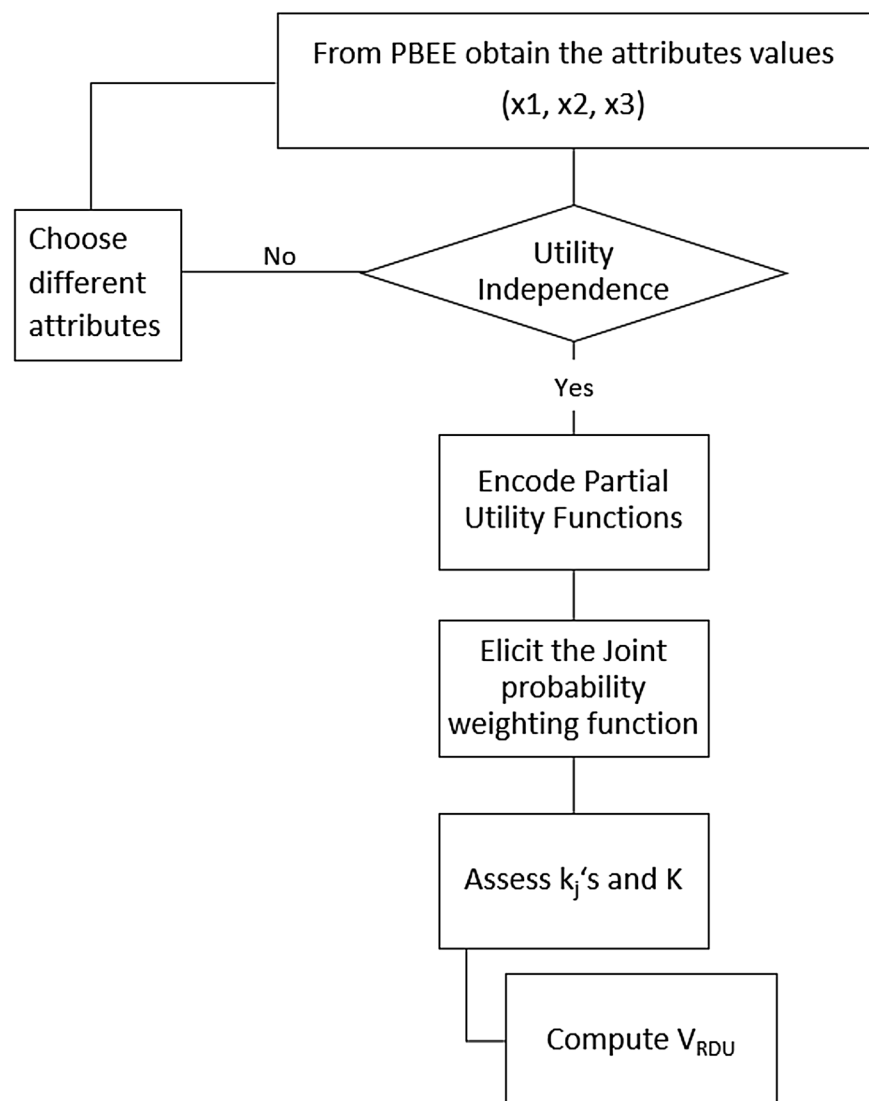 From PBEE obtain the attributes values
(x1, x2, x3)
Choose
different
attributes
No
Utility
Independence
Yes
Encode Partial
Utility Functions
Elicit the Joint
probability
weighting function
Assess kj‘s and K
Compute VRDU